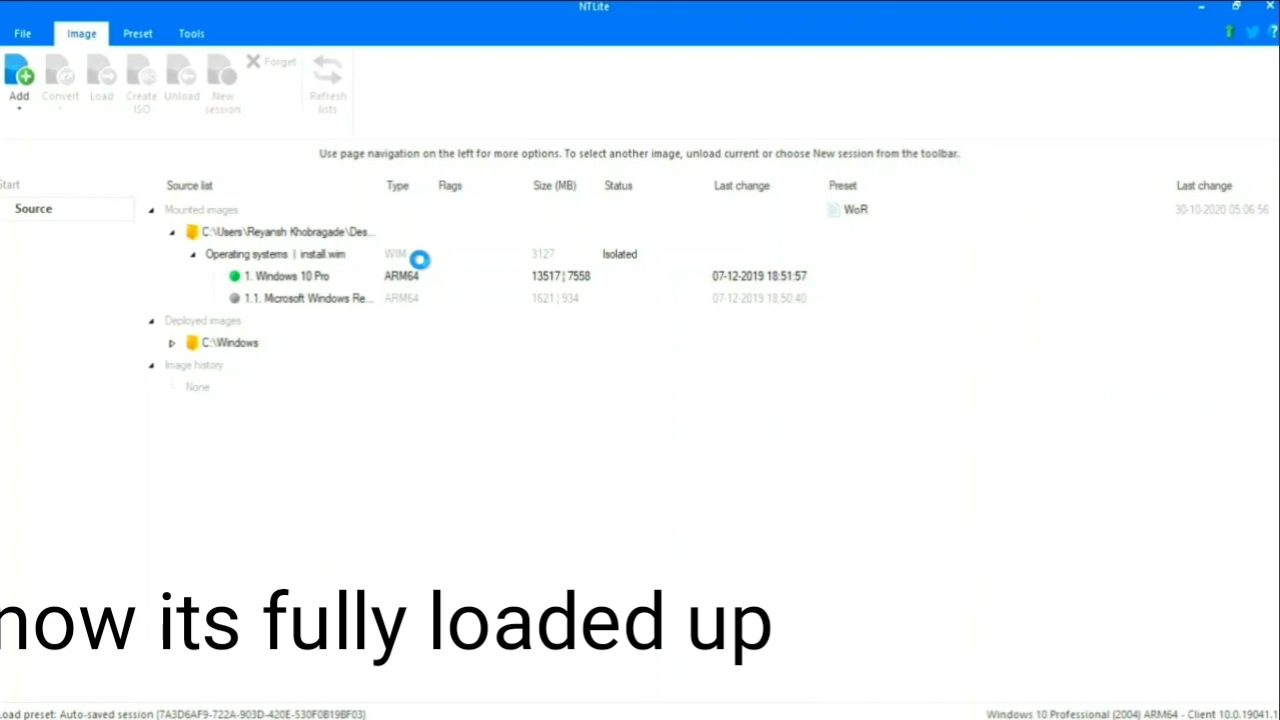 NTLite
File Image Preset Tools
Add Convert Load Create ISO Unload New session Forget Refresh lists
Use page navigation on the left for more options. To select another image, unload current or choose New session from the toolbar.
Start Source list Type Flags Size (MB) Status Last change Preset Last change
Source Mounted images WoR 30-10-2020 05:06:56
C:\Users\Reyansh Khobragade\Des...
Operating systems | install.wim WIM 3127 Isolated
1. Windows 10 Pro ARM64 13517 | 7558 07-12-2019 18:51:57
1.1. Microsoft Windows Re... ARM64 1621 | 934 07-12-2019 18:50:40
Deployed images
C:\Windows
Image history
None
now its fully loaded up
Load preset: Auto-saved session (7A3D6AF9-722A-903D-420E-530F0B19BF03)
Windows 10 Professional (2004) ARM64 - Client 10.0.19041.1